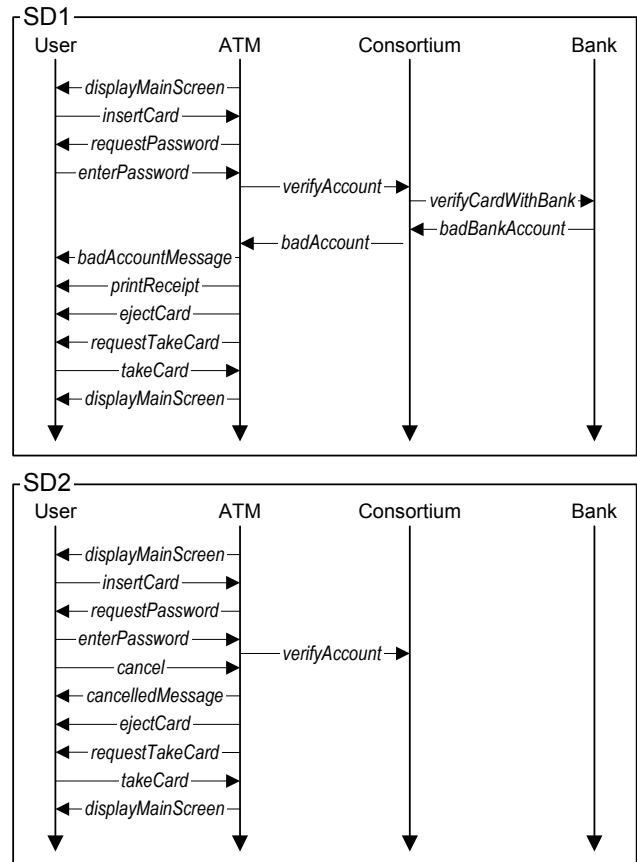 SD1
User ATM Consortium Bank
displayMainScreen
insertCard
requestPassword
enterPassword
verifyAccount
verifyCardWithBank
badBankAccount
badAccount
badAccountMessage
printReceipt
ejectCard
requestTakeCard
takeCard
displayMainScreen
SD2
User ATM Consortium Bank
displayMainScreen
insertCard
requestPassword
enterPassword
verifyAccount
cancel
cancelledMessage
ejectCard
requestTakeCard
takeCard
displayMainScreen